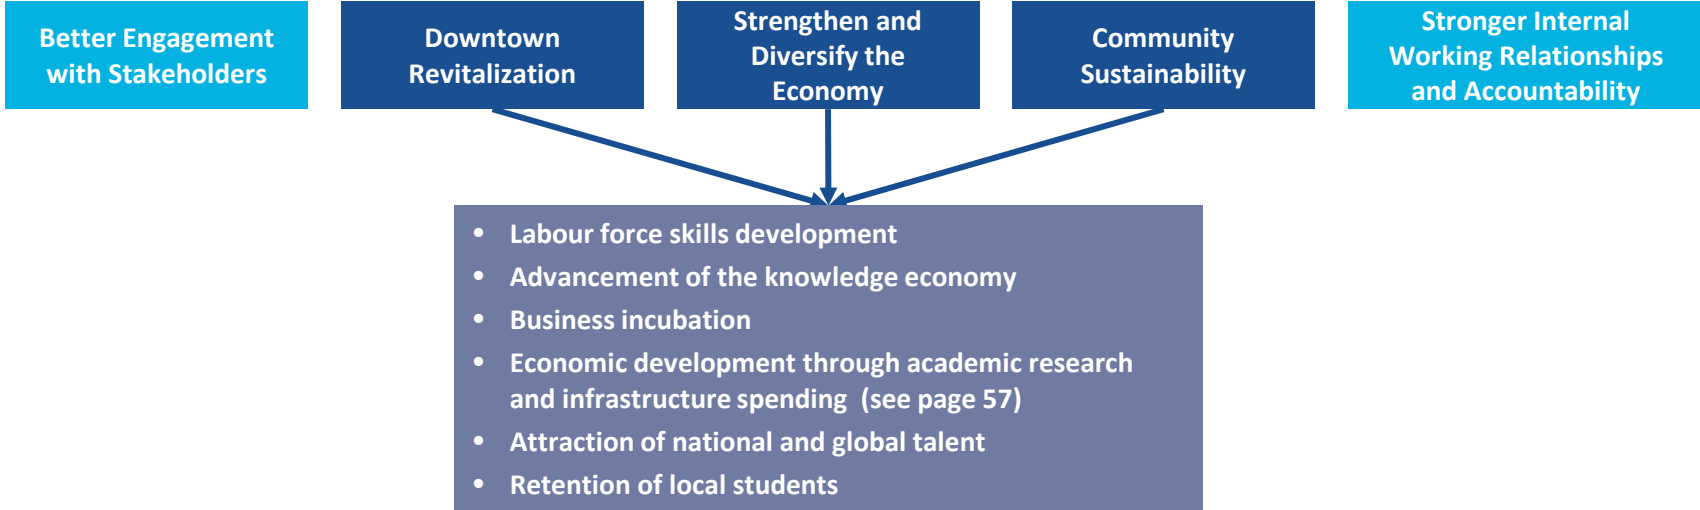 Better Engagement
with Stakeholders
Downtown
Revitalization
Strengthen and
Diversify the
Economy
Community
Sustainability
Stronger Internal
Working Relationships
and Accountability
• Labour force skills development
• Advancement of the knowledge economy
• Business incubation
• Economic development through academic research
and infrastructure spending  (see page 57)
• Attraction of national and global talent
• Retention of local students